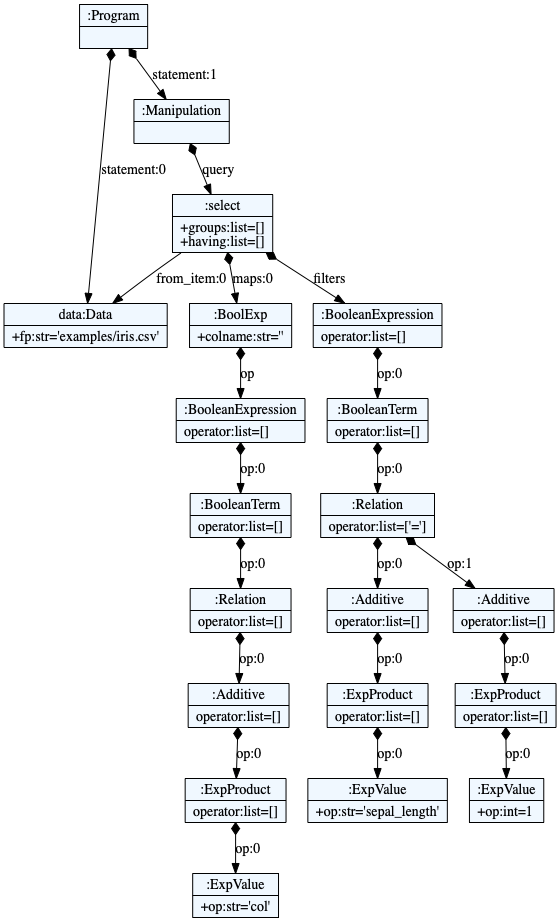 :Program
statement:1
:Manipulation
statement:0
query
:select
+groups:list=[]
+having:list=[]
from_item:0
maps:0
filters
data:Data
+fp:str='examples/iris.csv'
:BoolExp
+colname:str=''
:BooleanExpression
operator:list=[]
op
op:0
:BooleanExpression
operator:list=[]
:BooleanTerm
operator:list=[]
op:0
op:0
:BooleanTerm
operator:list=[]
:Relation
operator:list=['=']
op:0
op:0
op:1
:Relation
operator:list=[]
:Additive
operator:list=[]
:Additive
operator:list=[]
op:0
op:0
op:0
:Additive
operator:list=[]
:ExpProduct
operator:list=[]
:ExpProduct
operator:list=[]
op:0
op:0
op:0
:ExpProduct
operator:list=[]
:ExpValue
+op:str='sepal_length'
:ExpValue
+op:int=1
op:0
:ExpValue
+op:str='col'